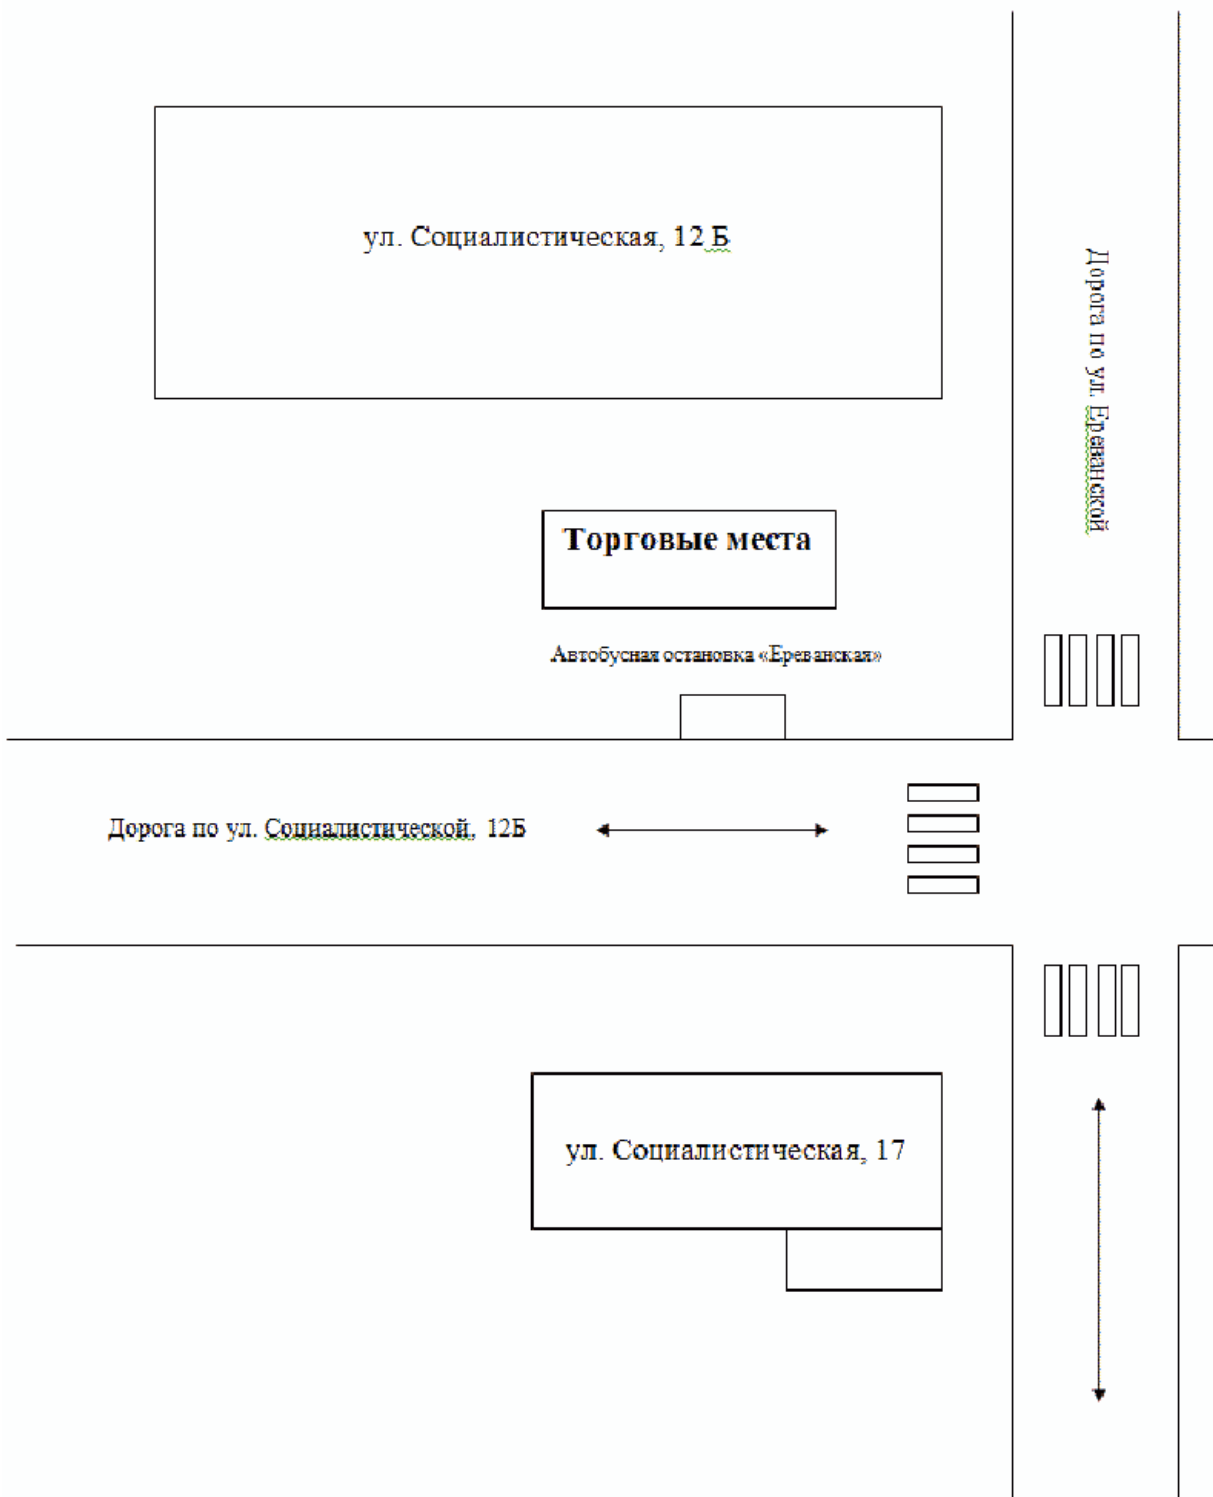 ул. Социалистическая, 12 Б
Дорога по ул. Ереванской
Торговые места
Автобусная остановка «Ереванская»
Дорога по ул. Социалистической, 12Б
ул. Социалистическая, 17